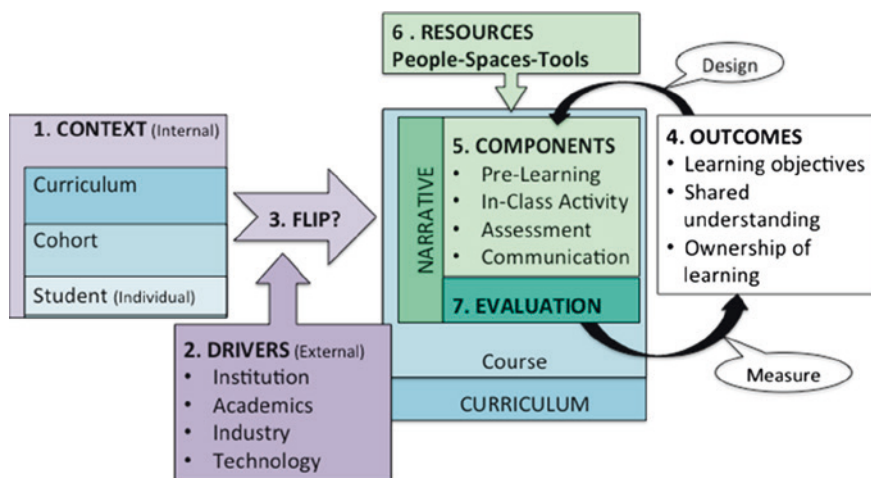 6 . RESOURCES
People-Spaces-Tools
Design
1. CONTEXT (Internal)
Curriculum
Cohort
Student (Individual)
3. FLIP?
2. DRIVERS (External)
• Institution
• Academics
• Industry
• Technology
NARRATIVE
5. COMPONENTS
• Pre-Learning
• In-Class Activity
• Assessment
• Communication
7. EVALUATION
Course
CURRICULUM
4. OUTCOMES
• Learning objectives
• Shared
understanding
• Ownership of
learning
Measure